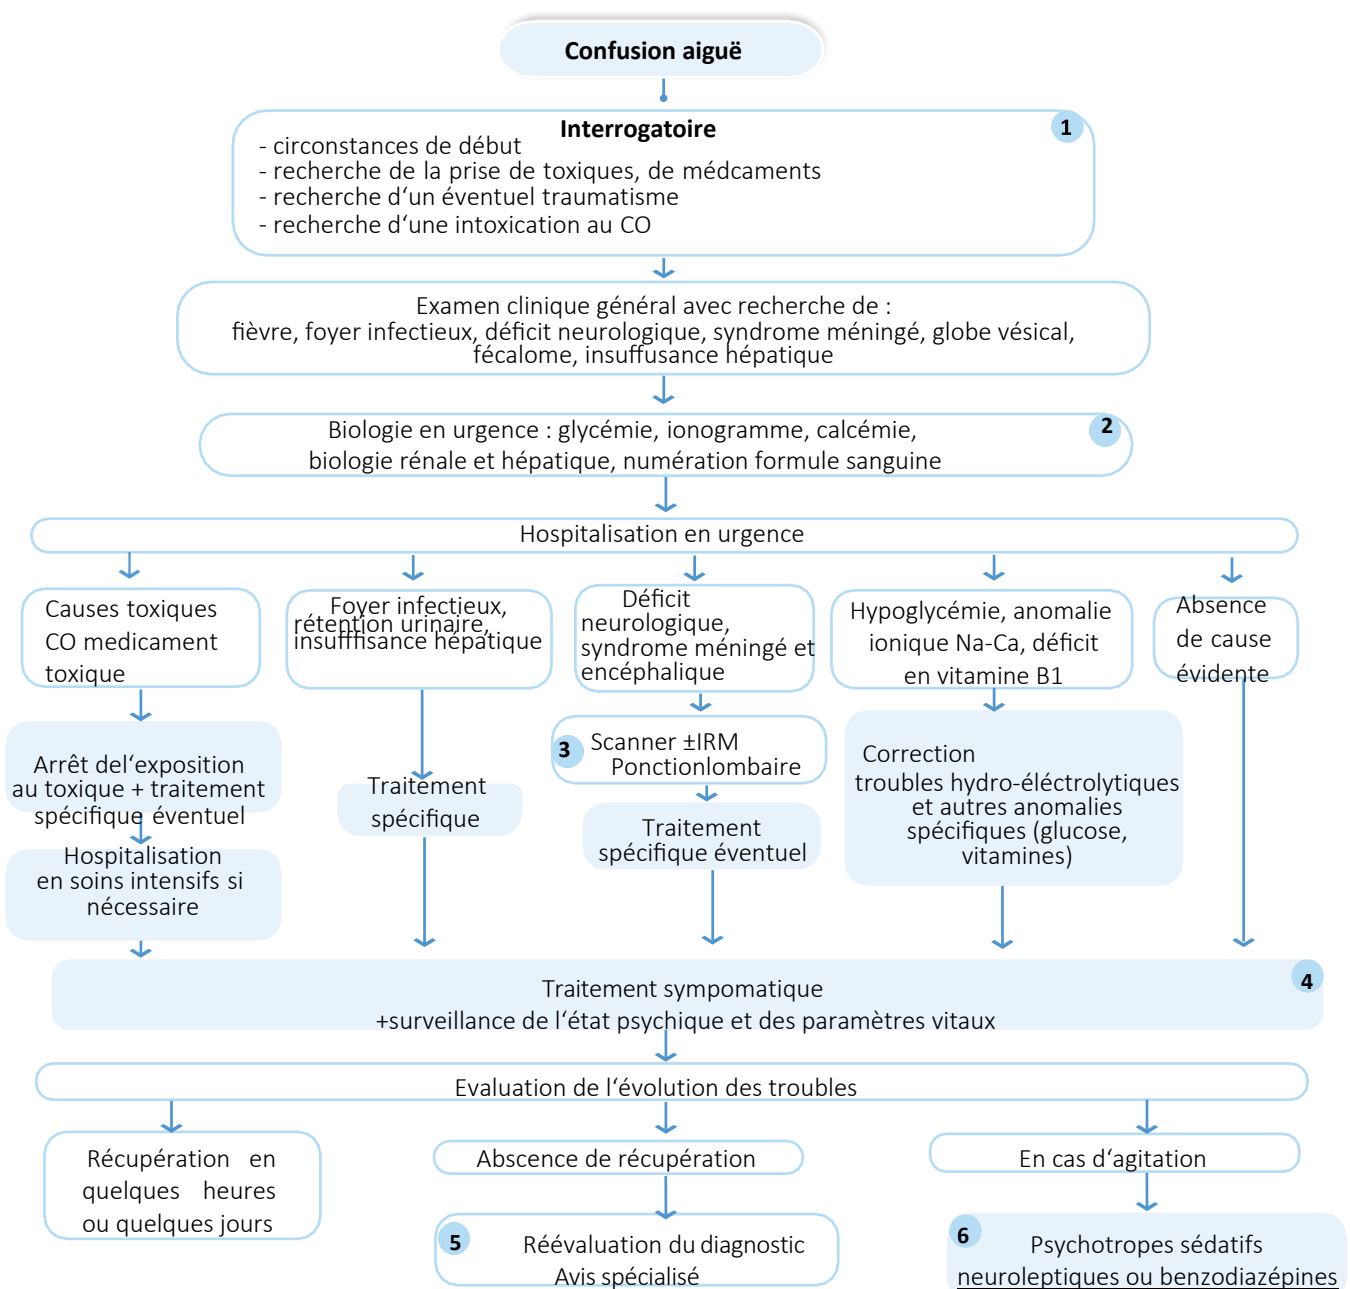 Confusion aiguë
Interrogatoire
1
- circonstances de début
- recherche de la prise de toxiques, de médcaments
- recherche d‘un éventuel traumatisme
- recherche d‘une intoxication au CO
Examen clinique général avec recherche de :
fièvre, foyer infectieux, déficit neurologique, syndrome méningé, globe vésical,
fécalome, insuffusance hépatique
2
Biologie en urgence : glycémie, ionogramme, calcémie,
biologie rénale et hépatique, numération formule sanguine
Hospitalisation en urgence
Causes toxiques
CO medicament
toxique
Foyer infectieux,
rétention urinaire,
insufffisance hépatique
Déficit
neurologique,
syndrome méningé et
encéphalique
Hypoglycémie, anomalie
ionique Na-Ca, déficit
en vitamine B1
Absence
de cause
évidente
Arrêt del‘exposition
au toxique + traitement
spécifique éventuel
Hospitalisation
en soins intensifs si
nécessaire
Traitement
spécifique
3
Scanner ±IRM
Ponctionlombaire
Traitement
spécifique éventuel
Correction
troubles hydro-éléctrolytiques
et autres anomalies
spécifiques (glucose,
vitamines)
4
Traitement sympomatique
+surveillance de l‘état psychique et des paramètres vitaux
Evaluation de l‘évolution des troubles
Récupération en
quelques heures
ou quelques jours
Abscence de récupération
5
Réévaluation du diagnostic
Avis spécialisé
En cas d‘agitation
6
Psychotropes sédatifs
neuroleptiques ou benzodiazépines